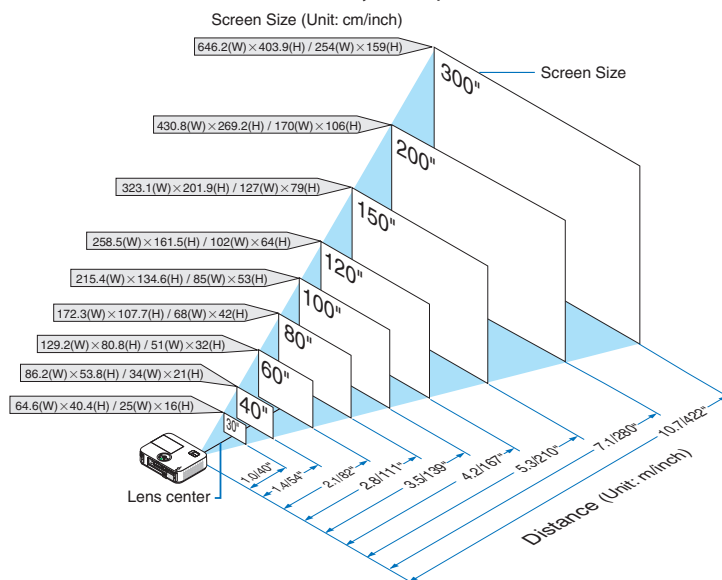 Screen Size (Unit: cm/inch)
646.2(W)×403.9(H) / 254(W)×159(H)
Screen Size
300"
430.8(W)×269.2(H) / 170(W)×106(H)
200"
323.1(W)×201.9(H) / 127(W)×79(H)
150"
258.5(W)×161.5(H) / 102(W)×64(H)
120"
215.4(W)×134.6(H) / 85(W)×53(H)
100"
172.3(W)×107.7(H) / 68(W)×42(H)
80"
129.2(W)×80.8(H) / 51(W)×32(H)
60"
86.2(W)×53.8(H) / 34(W)×21(H)
40"
64.6(W)×40.4(H) / 25(W)×16(H)
30"
Lens center
1.0/40"
1.4/54"
2.1/82"
2.8/111"
3.5/139"
4.2/167"
5.3/210"
7.1/280"
10.7/422"
Distance (Unit: m/inch)